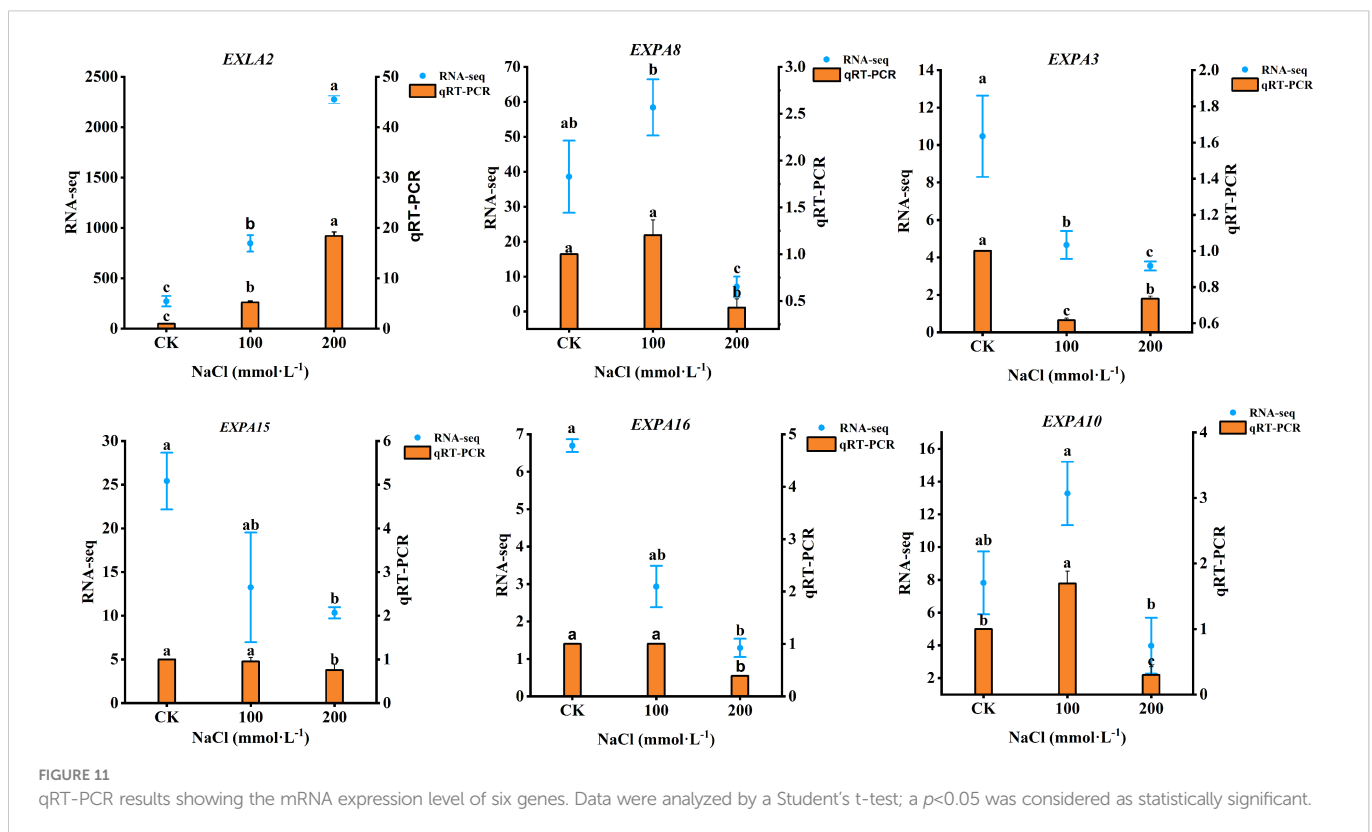 EXLA2
2500
2000
1500
1000
500
0
RNA-seq
50
40
30
20
10
0
qRT-PCR
RNA-seq
qRT-PCR
a
b
c
a
b
c
CK 100 200
NaCl (mmol·L-1)
EXPA8
70
60
50
40
30
20
10
0
RNA-seq
3.0
2.5
2.0
1.5
1.0
0.5
qRT-PCR
RNA-seq
qRT-PCR
ab
b
c
a
a
b
CK 100 200
NaCl (mmol·L-1)
EXPA3
14
12
10
8
6
4
2
0
RNA-seq
2.0
1.8
1.6
1.4
1.2
1.0
0.8
0.6
qRT-PCR
RNA-seq
qRT-PCR
a
b
c
a
c
b
CK 100 200
NaCl (mmol·L-1)
EXPA15
30
25
20
15
10
5
0
RNA-seq
6
5
4
3
2
1
0
qRT-PCR
RNA-seq
qRT-PCR
a
ab
b
a
a
b
CK 100 200
NaCl (mmol·L-1)
EXPA16
7
6
5
4
3
2
1
0
RNA-seq
5
4
3
2
1
0
qRT-PCR
RNA-seq
qRT-PCR
a
ab
b
a
a
b
CK 100 200
NaCl (mmol·L-1)
EXPA10
16
14
12
10
8
6
4
2
RNA-seq
4
3
2
1
0
qRT-PCR
RNA-seq
qRT-PCR
ab
a
b
b
a
c
CK 100 200
NaCl (mmol·L-1)
FIGURE 11
qRT-PCR results showing the mRNA expression level of six genes. Data were analyzed by a Student's t-test; a p<0.05 was considered as statistically significant.